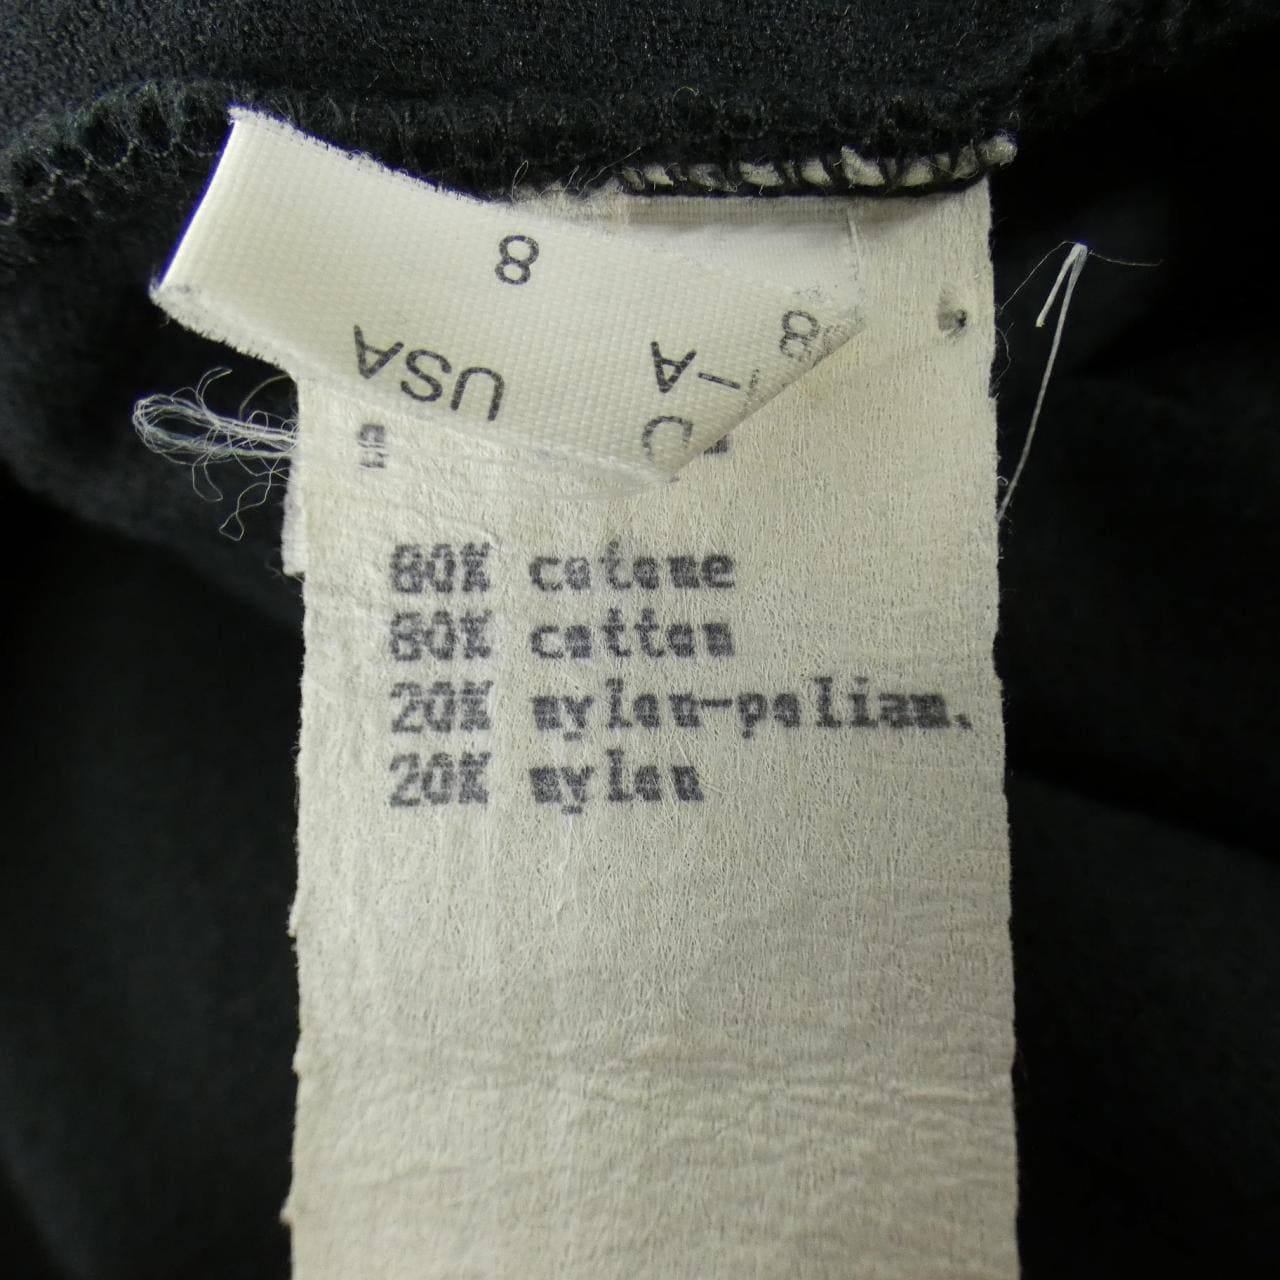 8
USA
80% cotone
80% cotton
20% nylon-poliam.
20% nylon